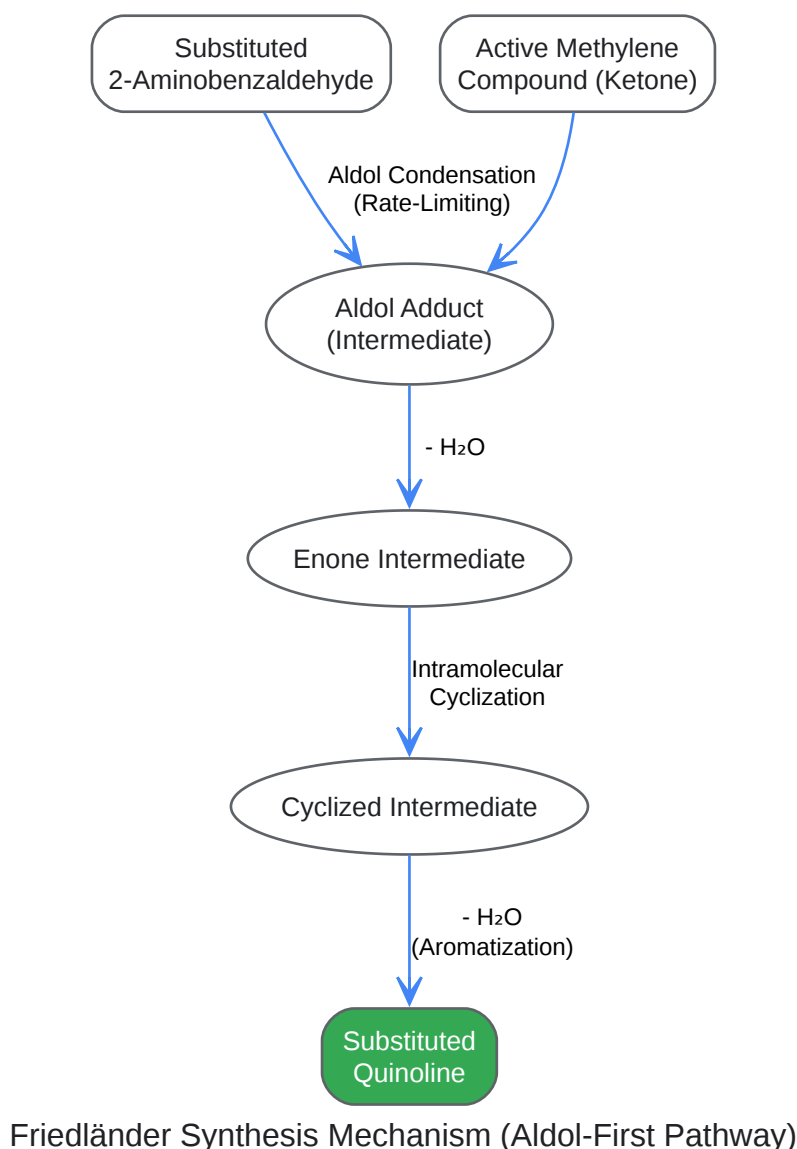 Substituted
2-Aminobenzaldehyde
Active Methylene
Compound (Ketone)
Aldol Condensation
(Rate-Limiting)
Aldol Adduct
(Intermediate)
- H₂O
Enone Intermediate
Intramolecular
Cyclization
Cyclized Intermediate
- H₂O
(Aromatization)
Substituted
Quinoline
Friedländer Synthesis Mechanism (Aldol-First Pathway)